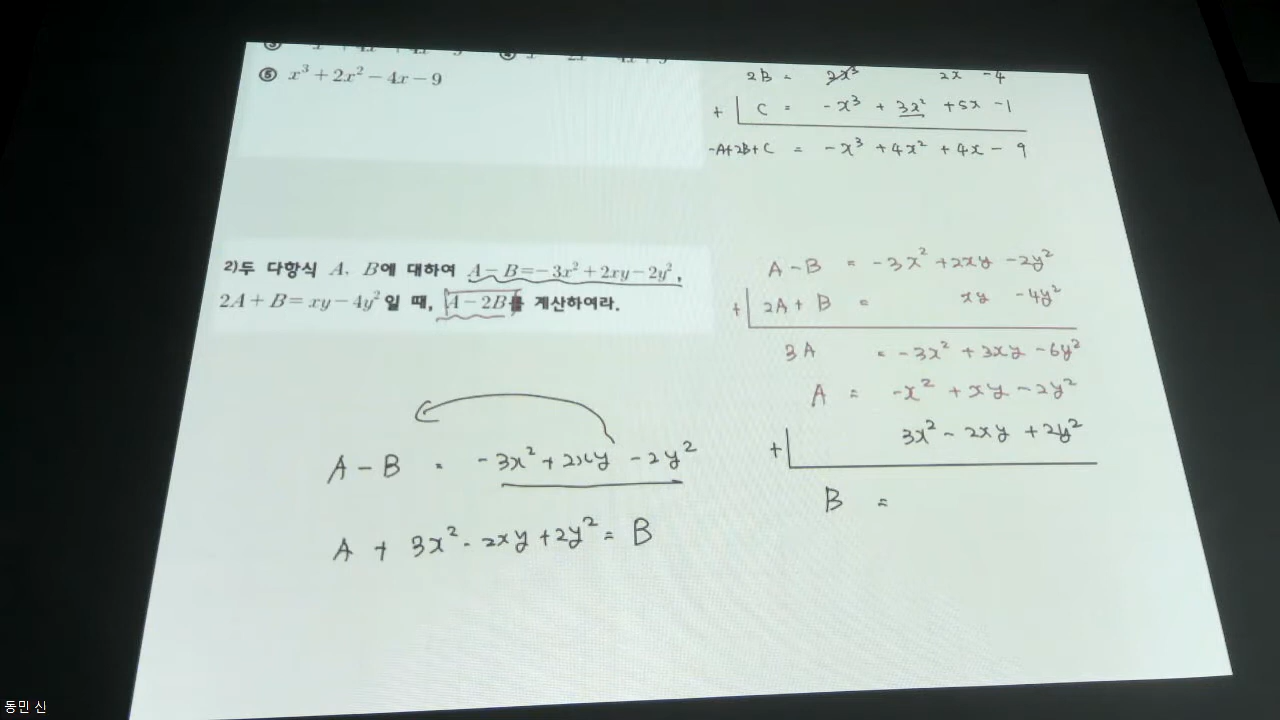 ⑤ x³ + 2x² − 4x − 9
2B = 2x³ 2x −4
+ C = −x³ + 3x² + 5x −1
−A+2B+C = −x³ + 4x² + 4x − 9
2)두 다항식 A, B에 대하여 A−B=−3x²+2xy−2y²,
2A+B=xy−4y²일 때, A−2B를 계산하여라.
A−B = −3x² + 2xy − 2y²
A + 3x² - 2xy + 2y² = B
A−B = −3x² + 2xy − 2y²
+ 2A + B = xy − 4y²
3A = −3x² + 3xy − 6y²
A = −x² + xy − 2y²
+ 3x² − 2xy + 2y²
B =
동민 신